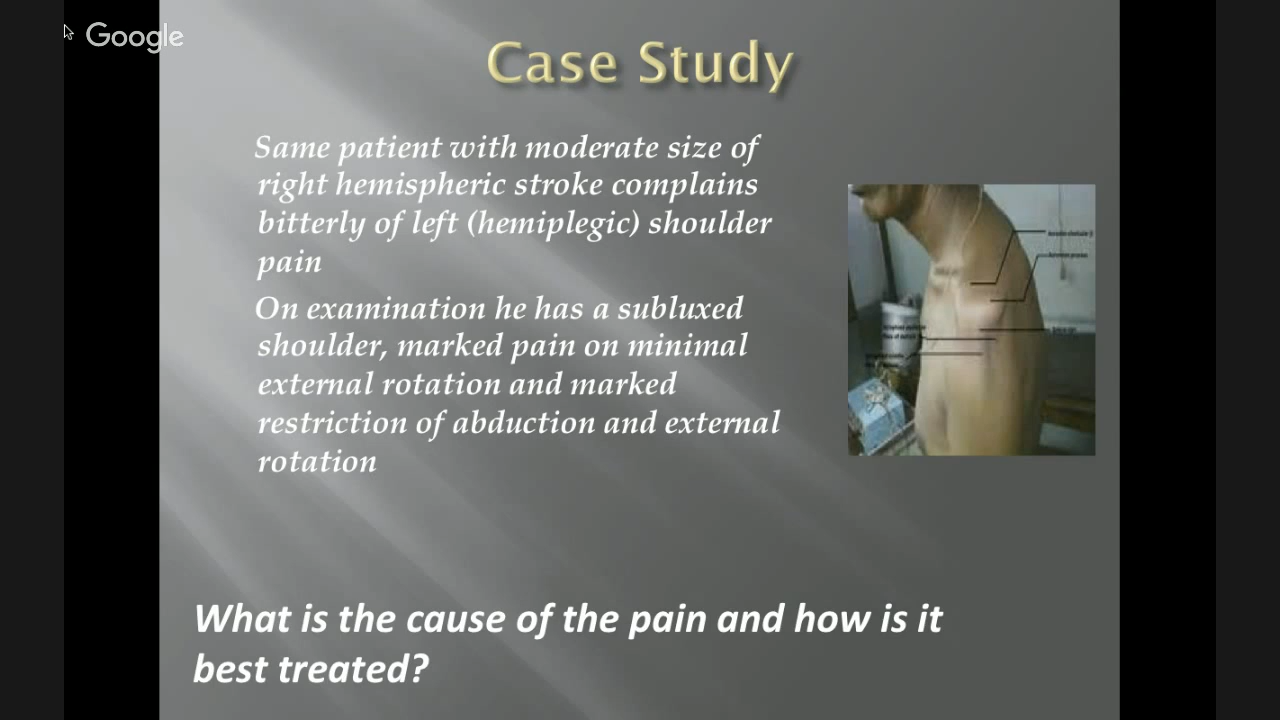 Google
Case Study
Same patient with moderate size of
right hemispheric stroke complains
bitterly of left (hemiplegic) shoulder
pain
On examination he has a subluxed
shoulder, marked pain on minimal
external rotation and marked
restriction of abduction and external
rotation
What is the cause of the pain and how is it
best treated?